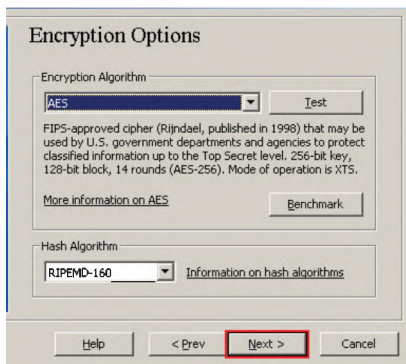 Encryption Options
Encryption Algorithm
AES
Test
FIPS-approved cipher (Rijndael, published in 1998) that may be
used by U.S. government departments and agencies to protect
classified information up to the Top Secret level. 256-bit key,
128-bit block, 14 rounds (AES-256). Mode of operation is XTS.
More information on AES
Benchmark
Hash Algorithm
RIPEMD-160
Information on hash algorithms
Help
< Prev
Next >
Cancel